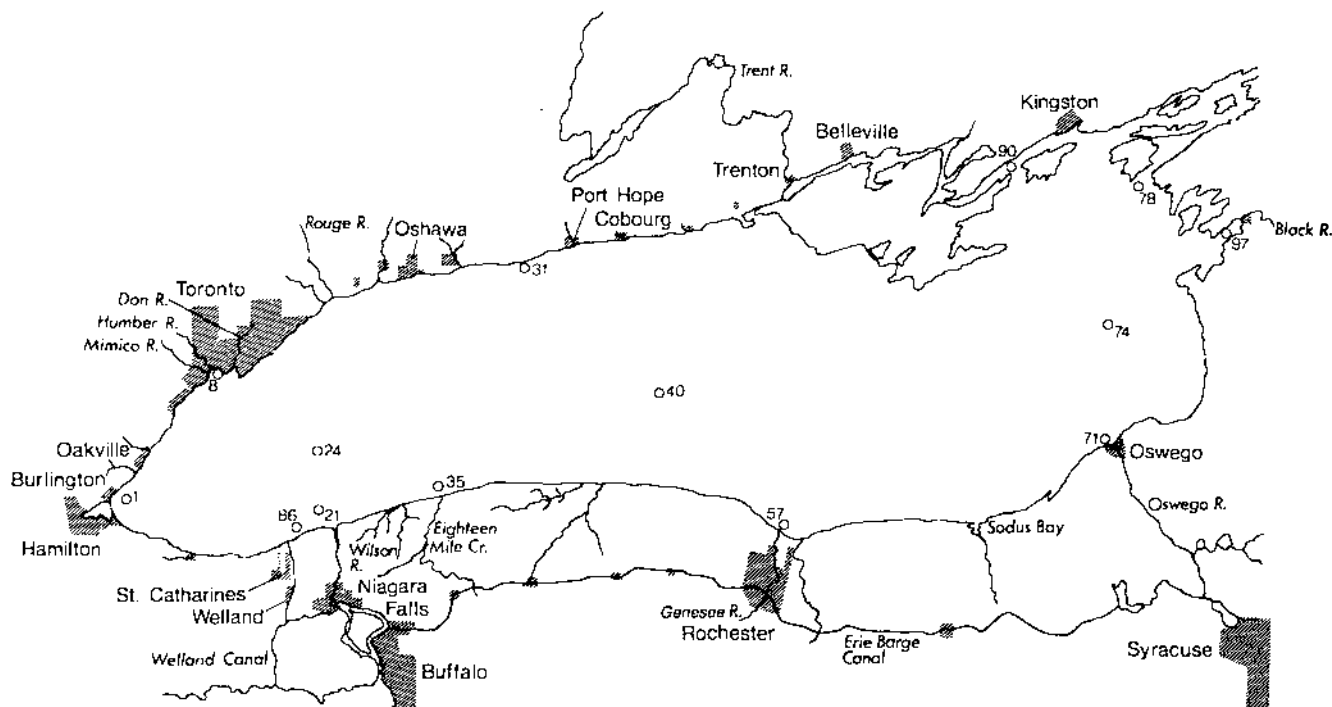 Trent R.
Kingston
Belleville
90
Trenton
78
Port Hope
Cobourg
Rouge R.
Oshawa
97
Black R.
31
Toronto
Don R.
Humber R.
Mimico R.
74
8
40
Oakville
24
71
Oswego
Burlington
1
35
Oswego R.
86
21
57
Sodus Bay
Hamilton
Wilson
R.
Eighteen
Mile Cr.
St. Catharines
Niagara
Falls
Welland
Genesae R.
Rochester
Erie Barge
Canal
Syracuse
Welland Canal
Buffalo